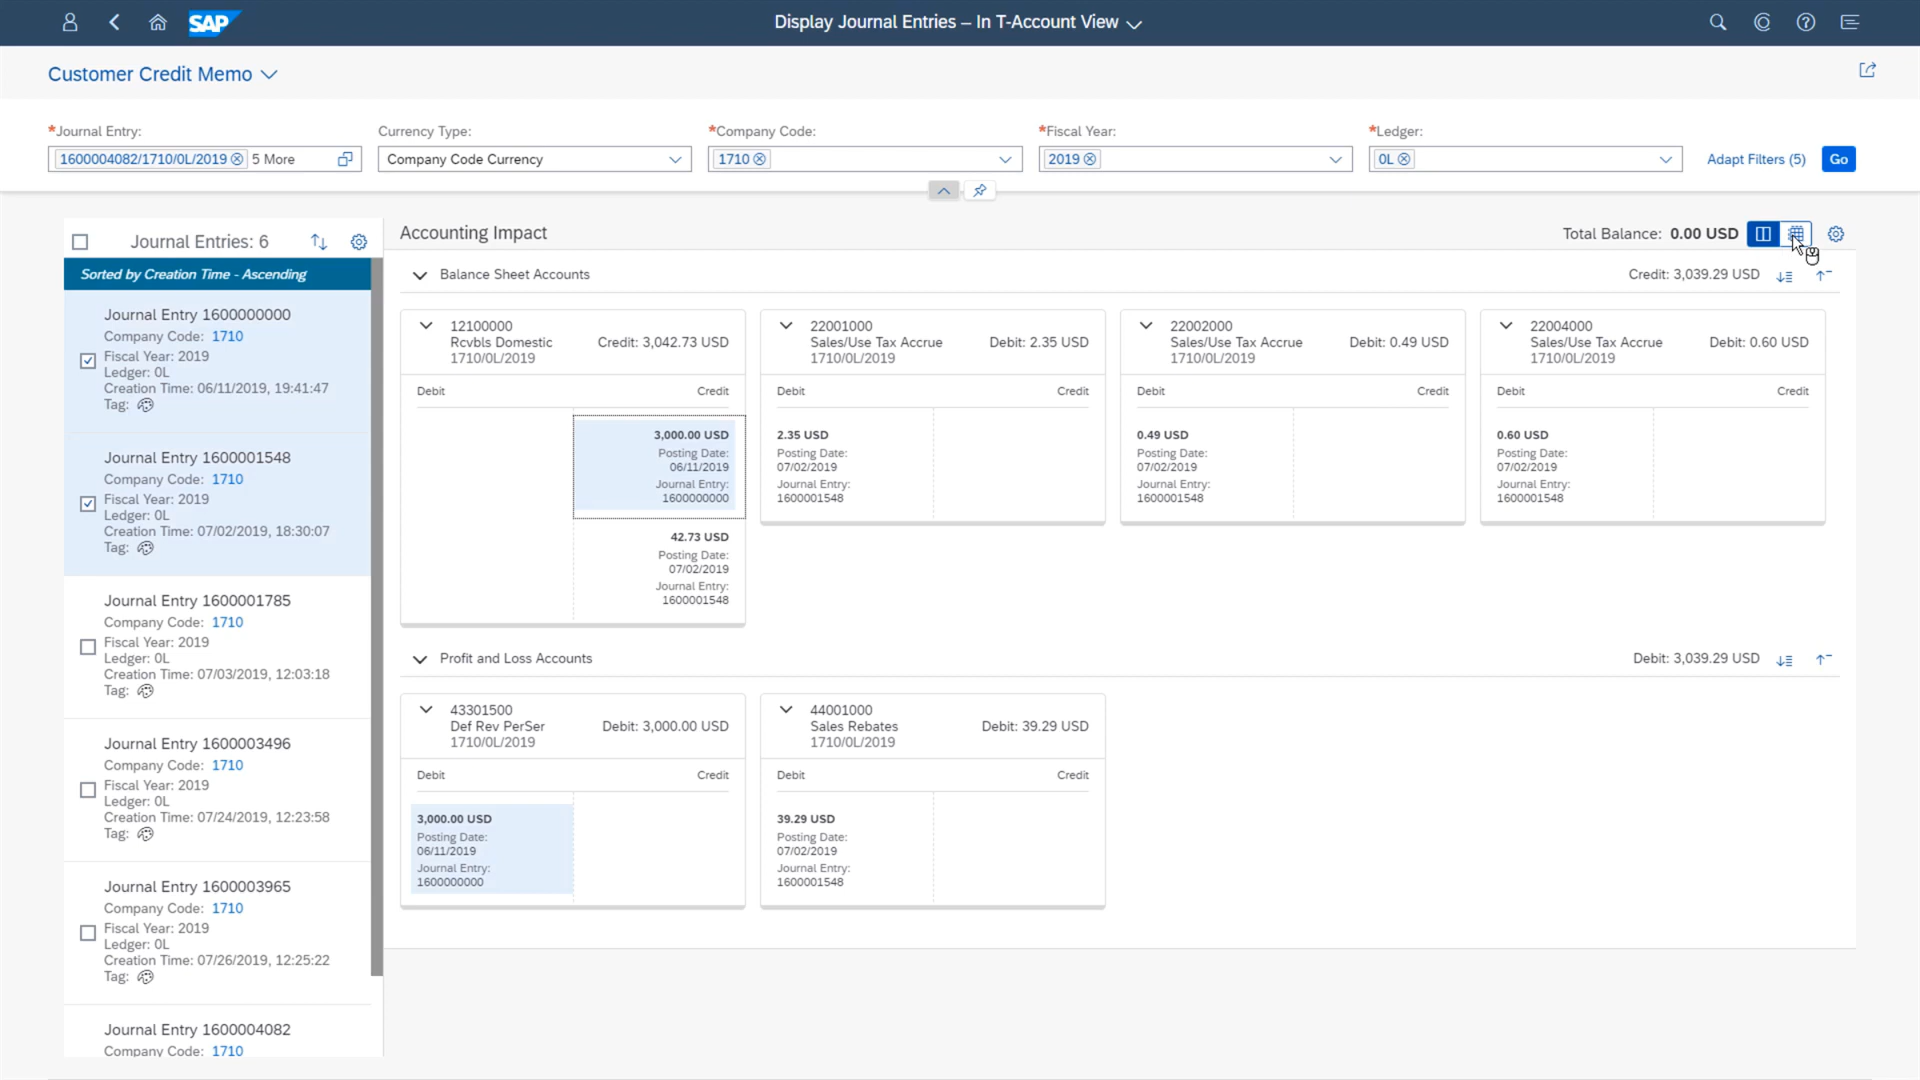 SAP
Display Journal Entries – In T-Account View
Customer Credit Memo
*Journal Entry:
1600004082/1710/0L/2019 5 More
Currency Type:
Company Code Currency
*Company Code:
1710
*Fiscal Year:
2019
*Ledger:
0L
Adapt Filters (5)
Go
Journal Entries: 6
Sorted by Creation Time - Ascending
Journal Entry 1600000000
Company Code: 1710
Fiscal Year: 2019
Ledger: 0L
Creation Time: 06/11/2019, 19:41:47
Tag:
Journal Entry 1600001548
Company Code: 1710
Fiscal Year: 2019
Ledger: 0L
Creation Time: 07/02/2019, 18:30:07
Tag:
Journal Entry 1600001785
Company Code: 1710
Fiscal Year: 2019
Ledger: 0L
Creation Time: 07/03/2019, 12:03:18
Tag:
Journal Entry 1600003496
Company Code: 1710
Fiscal Year: 2019
Ledger: 0L
Creation Time: 07/24/2019, 12:23:58
Tag:
Journal Entry 1600003965
Company Code: 1710
Fiscal Year: 2019
Ledger: 0L
Creation Time: 07/26/2019, 12:25:22
Tag:
Journal Entry 1600004082
Company Code: 1710
Accounting Impact
Total Balance: 0.00 USD
Balance Sheet Accounts
Credit: 3,039.29 USD
12100000
Rcvbls Domestic
1710/0L/2019
Credit: 3,042.73 USD
Debit Credit
3,000.00 USD
Posting Date:
06/11/2019
Journal Entry:
1600000000
42.73 USD
Posting Date:
07/02/2019
Journal Entry:
1600001548
22001000
Sales/Use Tax Accrue
1710/0L/2019
Debit: 2.35 USD
Debit Credit
2.35 USD
Posting Date:
07/02/2019
Journal Entry:
1600001548
22002000
Sales/Use Tax Accrue
1710/0L/2019
Debit: 0.49 USD
Debit Credit
0.49 USD
Posting Date:
07/02/2019
Journal Entry:
1600001548
22004000
Sales/Use Tax Accrue
1710/0L/2019
Debit: 0.60 USD
Debit Credit
0.60 USD
Posting Date:
07/02/2019
Journal Entry:
1600001548
Profit and Loss Accounts
Debit: 3,039.29 USD
43301500
Def Rev PerSer
1710/0L/2019
Debit: 3,000.00 USD
Debit Credit
3,000.00 USD
Posting Date:
06/11/2019
Journal Entry:
1600000000
44001000
Sales Rebates
1710/0L/2019
Debit: 39.29 USD
Debit Credit
39.29 USD
Posting Date:
07/02/2019
Journal Entry:
1600001548